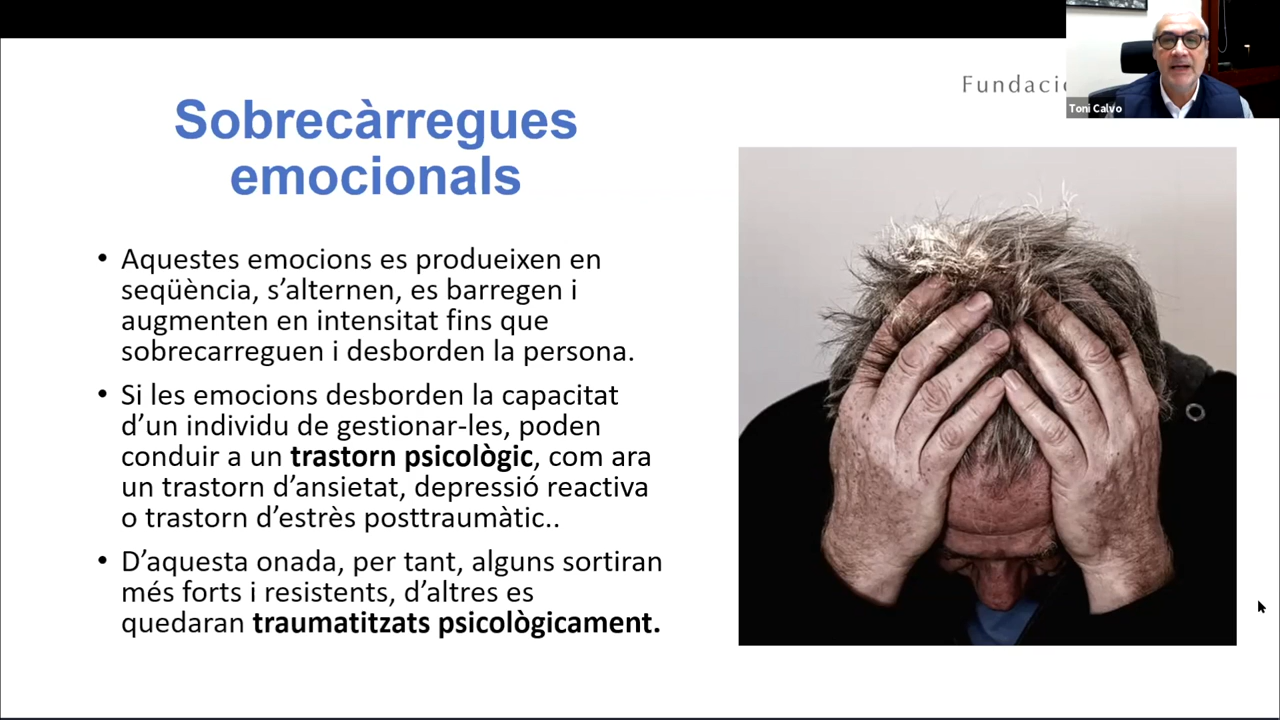 Sobrecàrregues
emocionals
• Aquestes emocions es produeixen en
seqüència, s’alternen, es barregen i
augmenten en intensitat fins que
sobrecarreguen i desborden la persona.
• Si les emocions desborden la capacitat
d’un individu de gestionar-les, poden
conduir a un trastorn psicològic, com ara
un trastorn d’ansietat, depressió reactiva
o trastorn d’estrès posttraumàtic..
• D’aquesta onada, per tant, alguns sortiran
més forts i resistents, d’altres es
quedaran traumatitzats psicològicament.
Toni Calvo